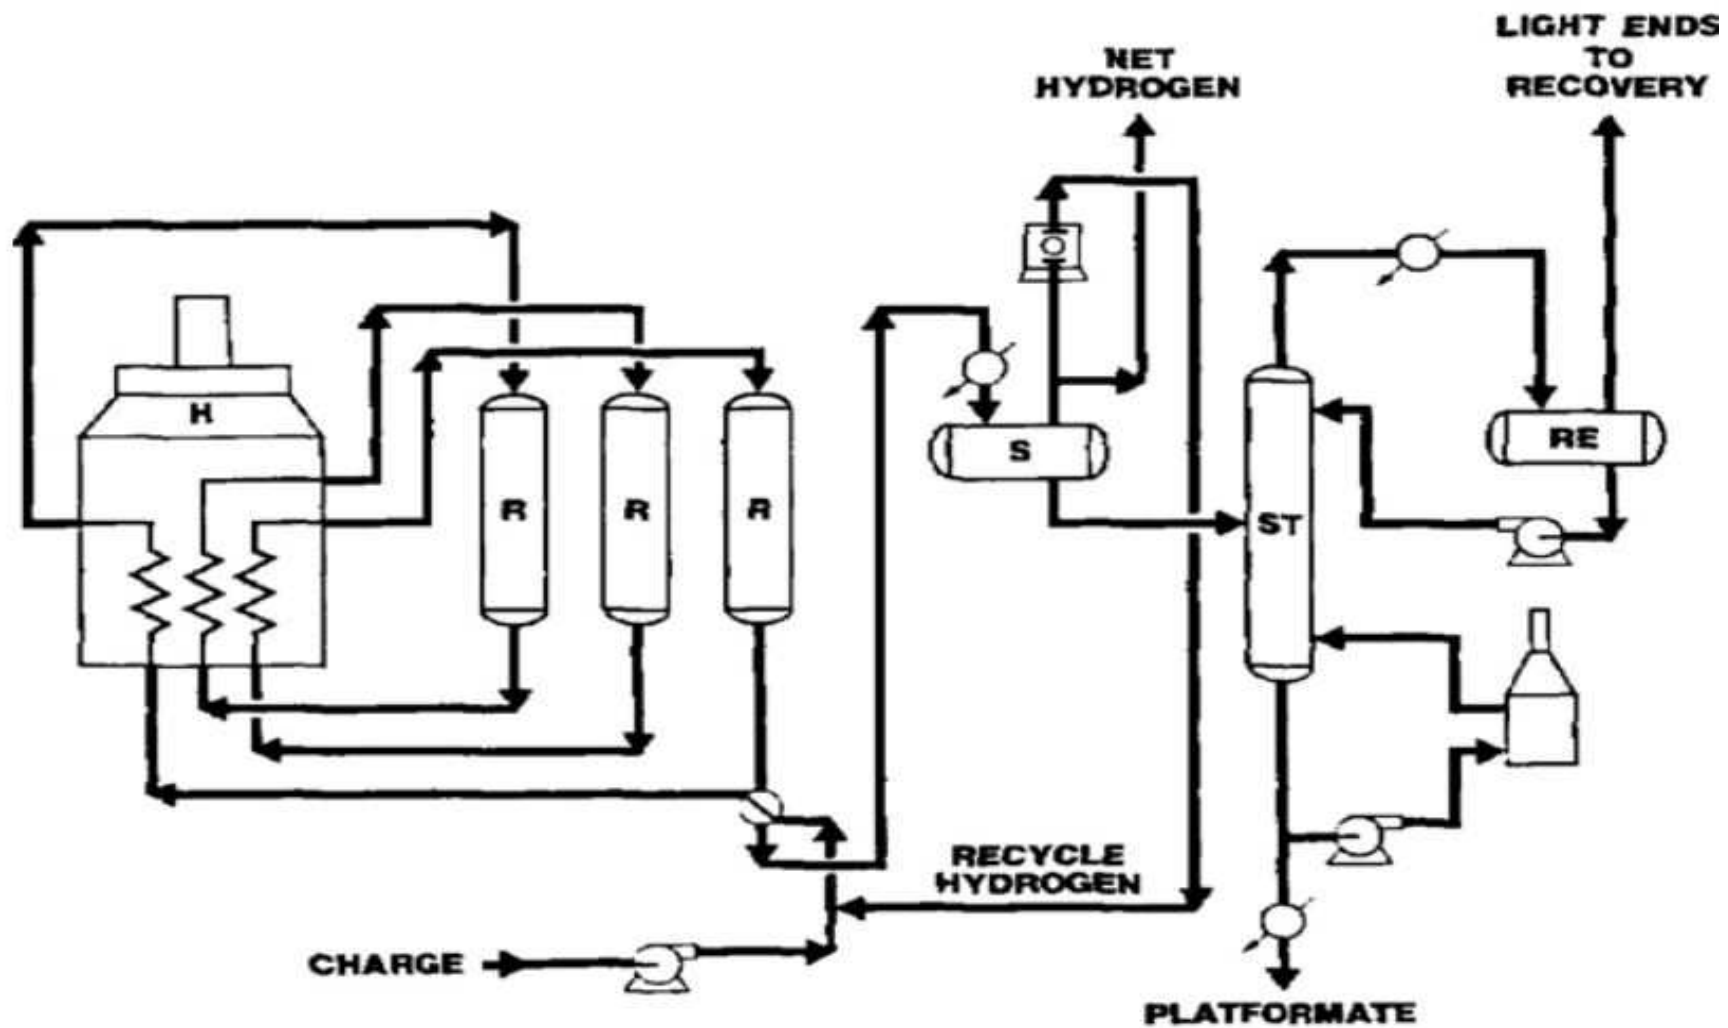 LIGHT ENDS
TO
RECOVERY
NET
HYDROGEN
H
R
R
R
S
RE
ST
RECYCLE
HYDROGEN
CHARGE
PLATFORMATE